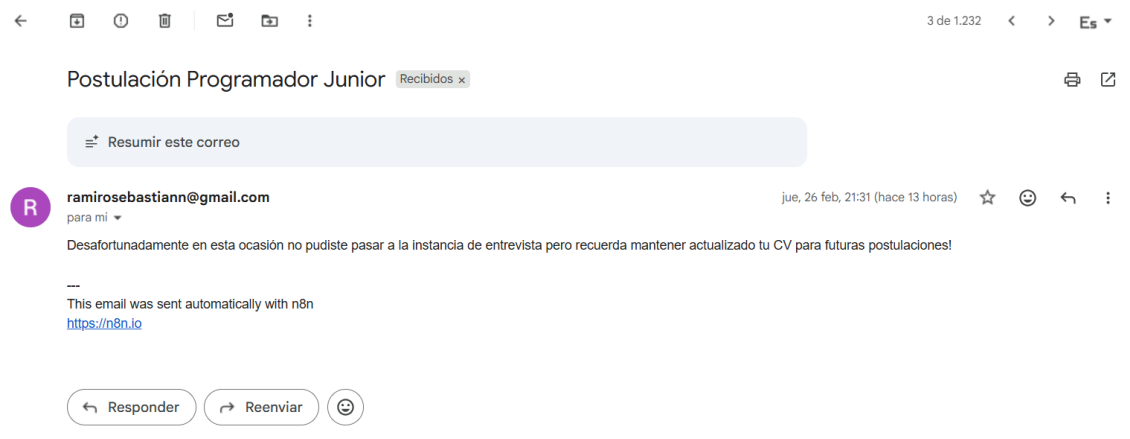 3 de 1.232
Es
Postulación Programador Junior Recibidos x
Resumir este correo
R
ramirosebastiann@gmail.com jue, 26 feb, 21:31 (hace 13 horas)
para mí
Desafortunadamente en esta ocasión no pudiste pasar a la instancia de entrevista pero recuerda mantener actualizado tu CV para futuras postulaciones!
---
This email was sent automatically with n8n
https://n8n.io
Responder Reenviar